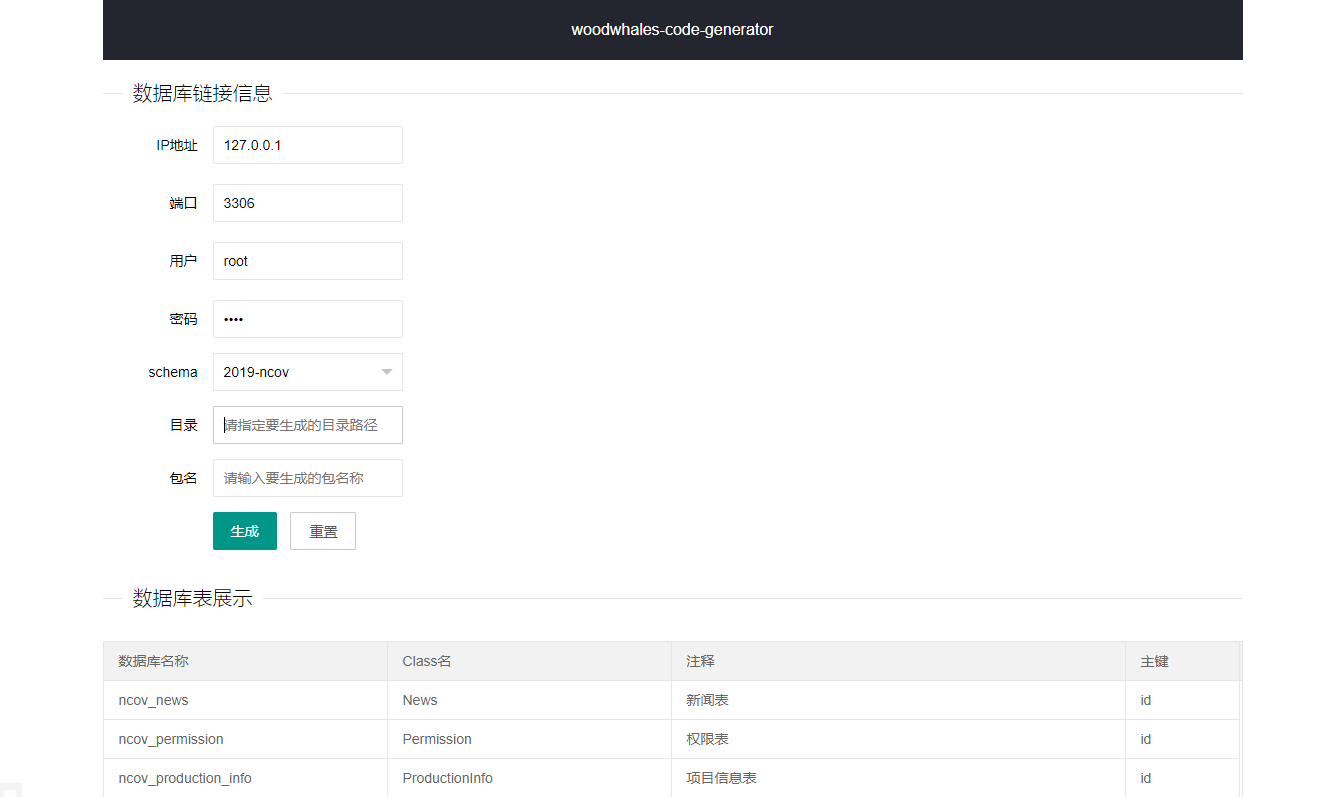 woodwhales-code-generator
数据库链接信息
IP地址 127.0.0.1
端口 3306
用户 root
密码 ••••
schema 2019-ncov
目录 请指定要生成的目录路径
包名 请输入要生成的包名称
生成 重置
数据库表展示
数据库名称 Class名 注释 主键
ncov_news News 新闻表 id
ncov_permission Permission 权限表 id
ncov_production_info ProductionInfo 项目信息表 id